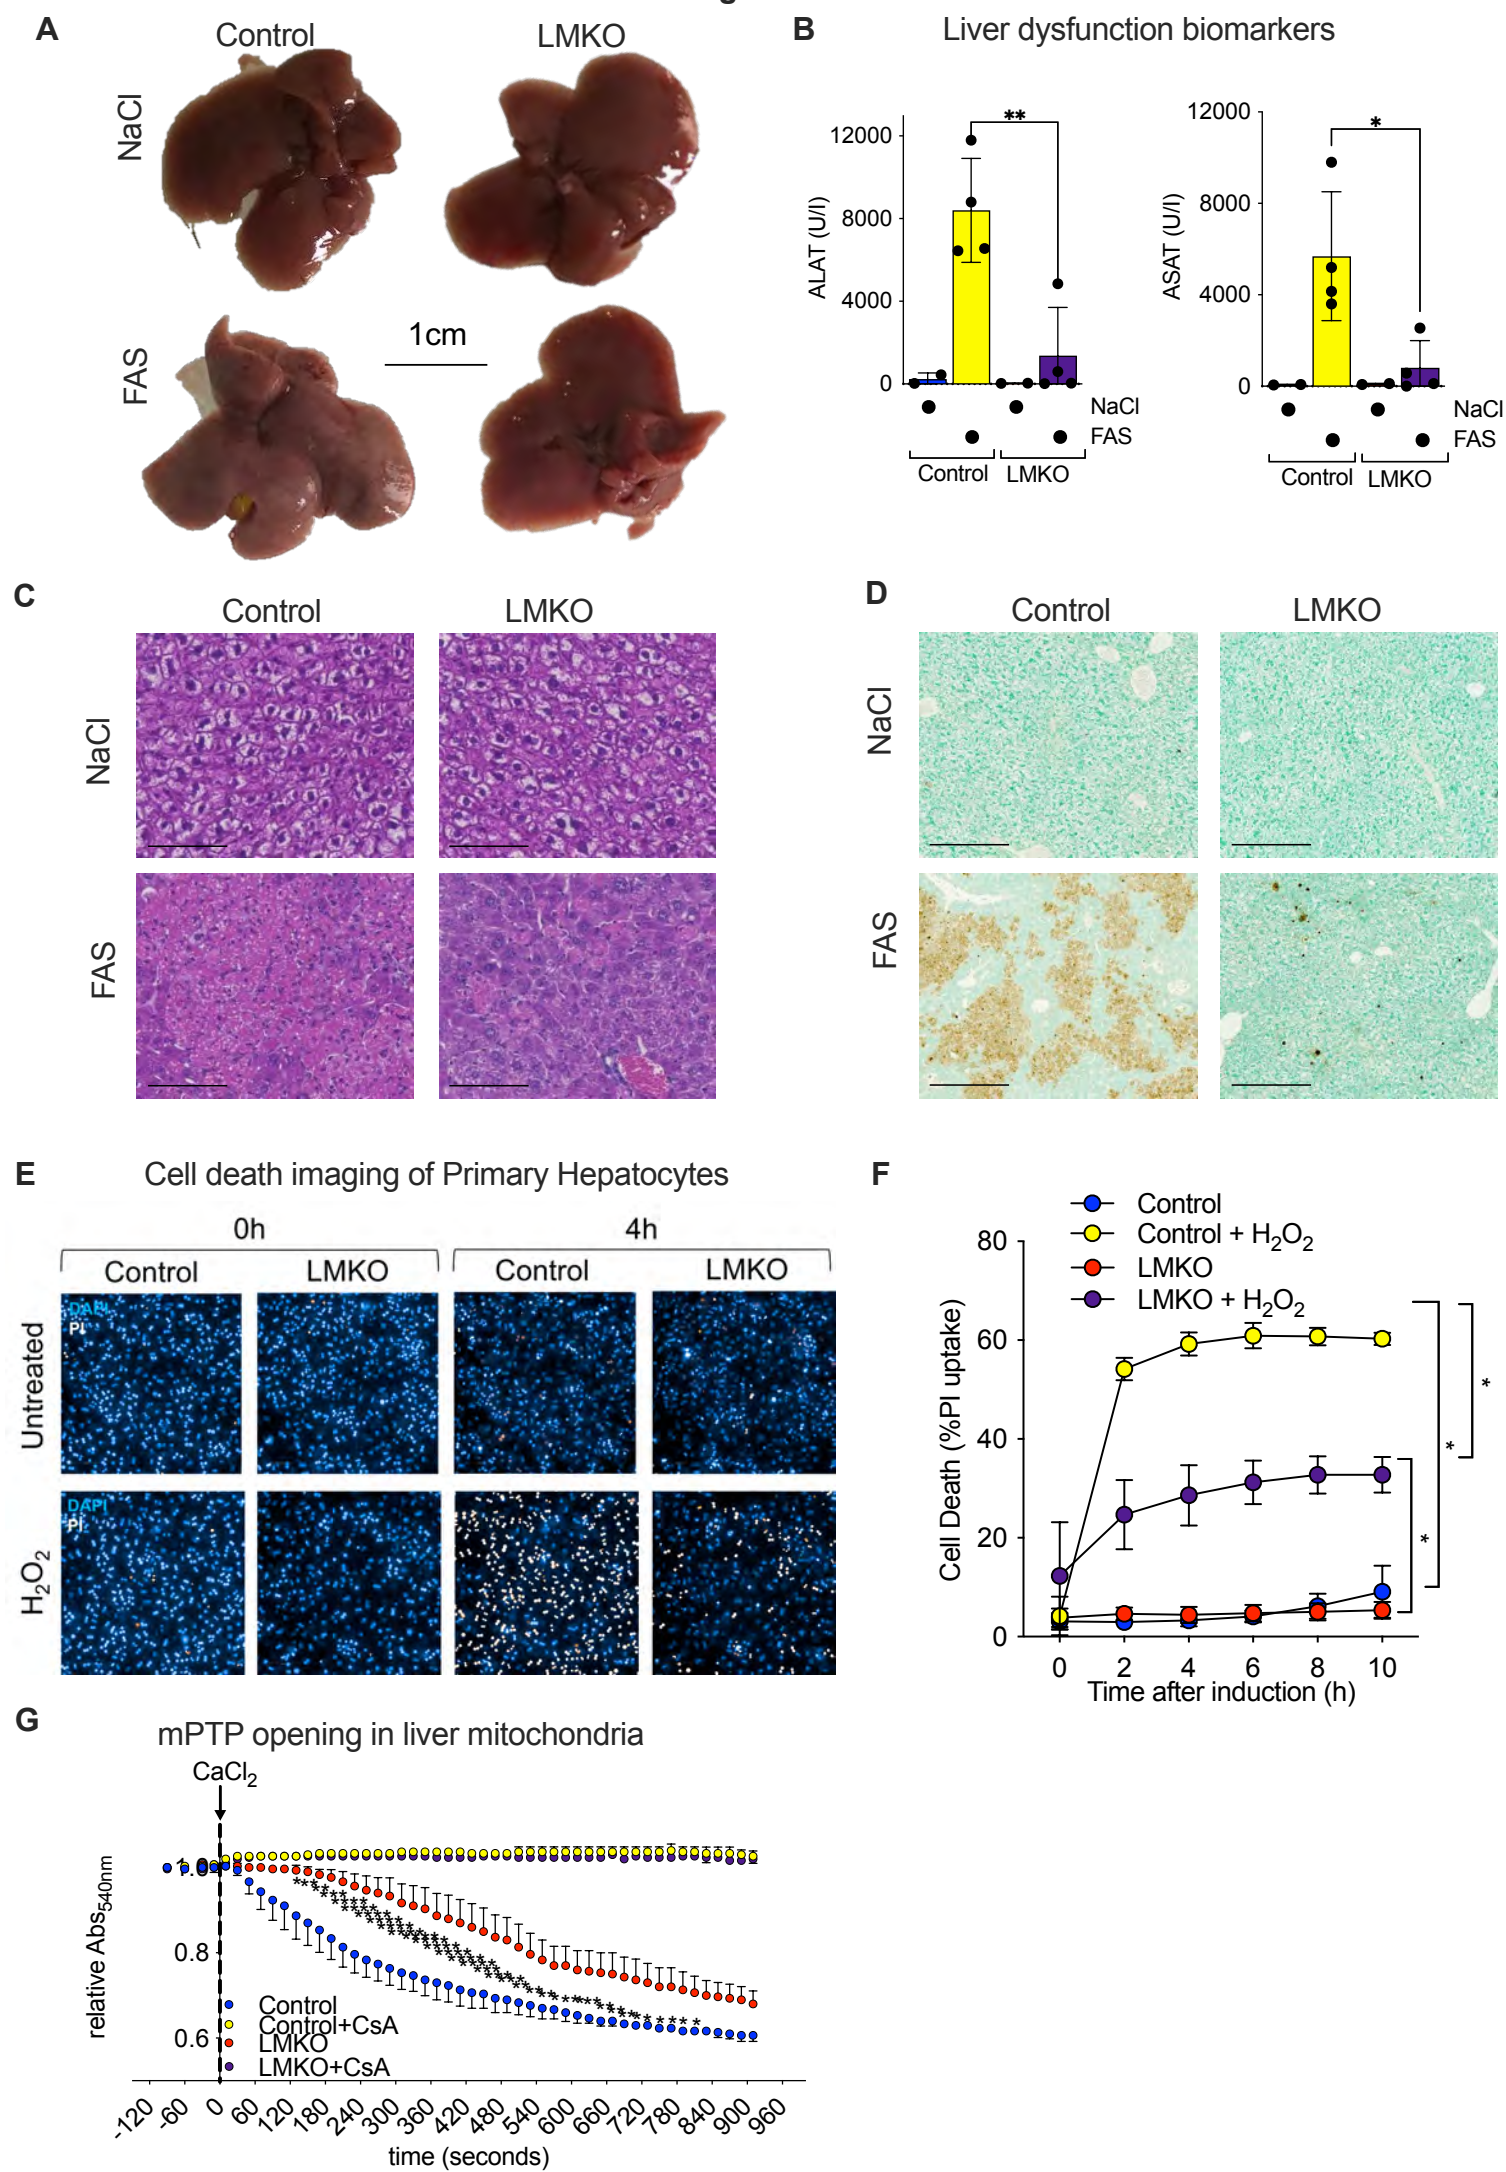 A
Control
LMKO
NaCl
FAS
1cm
B
Liver dysfunction biomarkers
ALAT (U/l)
12000
8000
4000
0
**
NaCl
FAS
Control
LMKO
ASAT (U/l)
12000
8000
4000
0
*
NaCl
FAS
Control
LMKO
C
Control
LMKO
NaCl
FAS
D
Control
LMKO
NaCl
FAS
E
Cell death imaging of Primary Hepatocytes
0h
4h
Control
LMKO
Control
LMKO
Untreated
DAPI
PI
H2O2
DAPI
PI
F
Control
Control + H2O2
LMKO
LMKO + H2O2
Cell Death (%PI uptake)
80
60
40
20
0
*
*
*
0 2 4 6 8 10
Time after induction (h)
G
mPTP opening in liver mitochondria
CaCl2
relative Abs540nm
1.0
0.8
0.6
Control
Control+CsA
LMKO
LMKO+CsA
-120 -60 0 60 120 180 240 300 360 420 480 540 600 660 720 780 840 900 960
time (seconds)